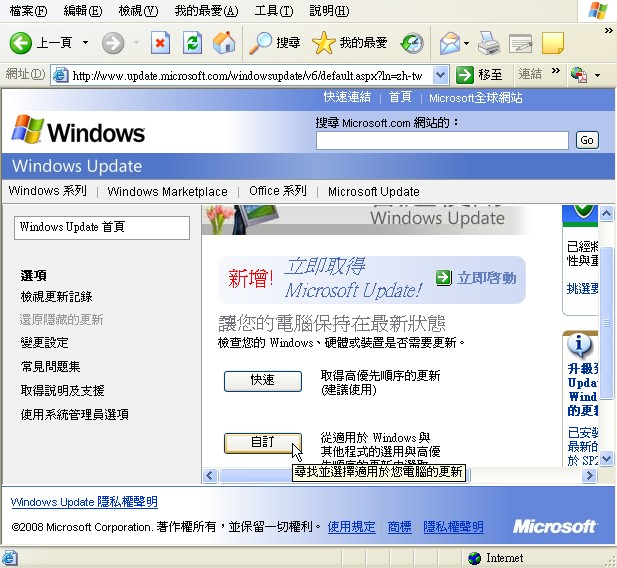 檔案(F) 編輯(E) 檢視(V) 我的最愛(A) 工具(T) 說明(H)
上一頁 搜尋 我的最愛
網址(D) http://www.update.microsoft.com/windowsupdate/v6/default.aspx?ln=zh-tw 移至 連結
快速連結 | 首頁 | Microsoft全球網站
Windows
搜尋 Microsoft.com 網站的：
Go
Windows Update
Windows 系列 | Windows Marketplace | Office 系列 | Microsoft Update
Windows Update 首頁
選項
檢視更新記錄
還原隱藏的更新
變更設定
常見問題集
取得說明及支援
使用系統管理員選項
Windows Update
新增! 立即取得
Microsoft Update!
立即啓動
讓您的電腦保持在最新狀態
檢查您的 Windows、硬體或裝置是否需要更新。
快速
取得高優先順序的更新
(建議使用)
自訂
從適用於 Windows 與
其他程式的選用與高優
尋找並選擇適用於您電腦的更新
已經將
性與重
挑選要
升級至
Upda
Wind
的更新
已安裝
最新的
於 SP2
Windows Update 隱私權聲明
©2008 Microsoft Corporation. 著作權所有，並保留一切權利。 使用規定 | 商標 | 隱私權聲明
Microsoft
Internet